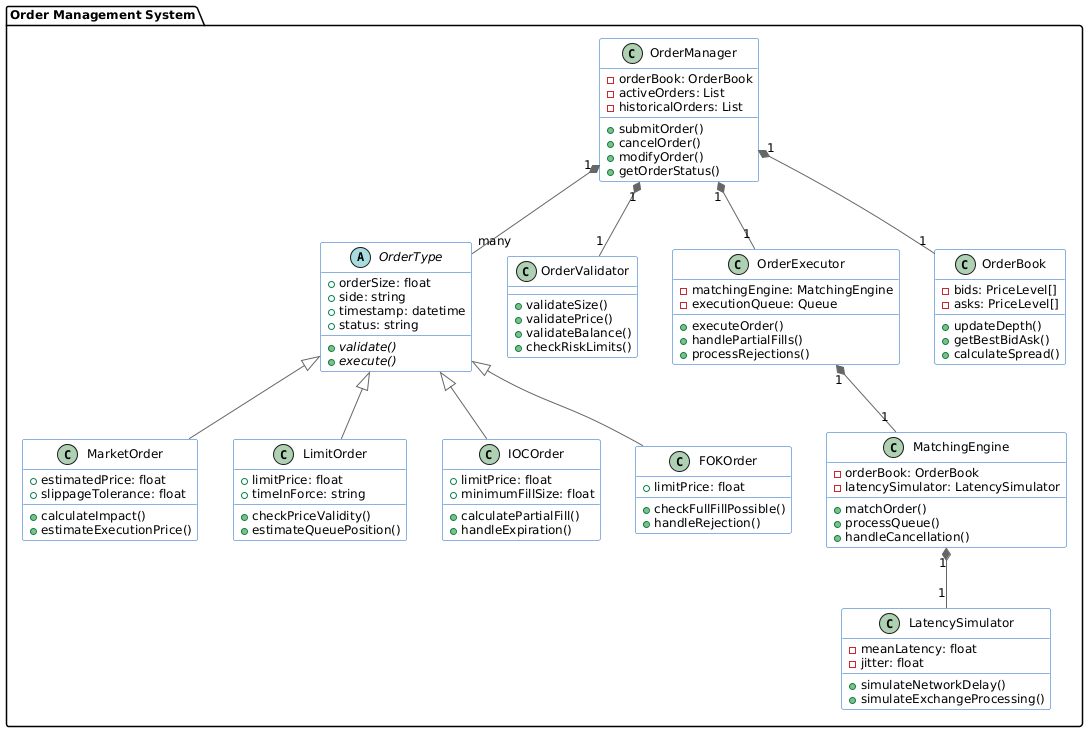 Order Management System
C OrderManager
orderBook: OrderBook
activeOrders: List
historicalOrders: List
submitOrder()
cancelOrder()
modifyOrder()
getOrderStatus()
1
1
1
1
many
1
1
1
A OrderType
orderSize: float
side: string
timestamp: datetime
status: string
validate()
execute()
C OrderValidator
validateSize()
validatePrice()
validateBalance()
checkRiskLimits()
C OrderExecutor
matchingEngine: MatchingEngine
executionQueue: Queue
executeOrder()
handlePartialFills()
processRejections()
C OrderBook
bids: PriceLevel[]
asks: PriceLevel[]
updateDepth()
getBestBidAsk()
calculateSpread()
1
1
C MarketOrder
estimatedPrice: float
slippageTolerance: float
calculateImpact()
estimateExecutionPrice()
C LimitOrder
limitPrice: float
timeInForce: string
checkPriceValidity()
estimateQueuePosition()
C IOCOrder
limitPrice: float
minimumFillSize: float
calculatePartialFill()
handleExpiration()
C FOKOrder
limitPrice: float
checkFullFillPossible()
handleRejection()
C MatchingEngine
orderBook: OrderBook
latencySimulator: LatencySimulator
matchOrder()
processQueue()
handleCancellation()
1
1
C LatencySimulator
meanLatency: float
jitter: float
simulateNetworkDelay()
simulateExchangeProcessing()